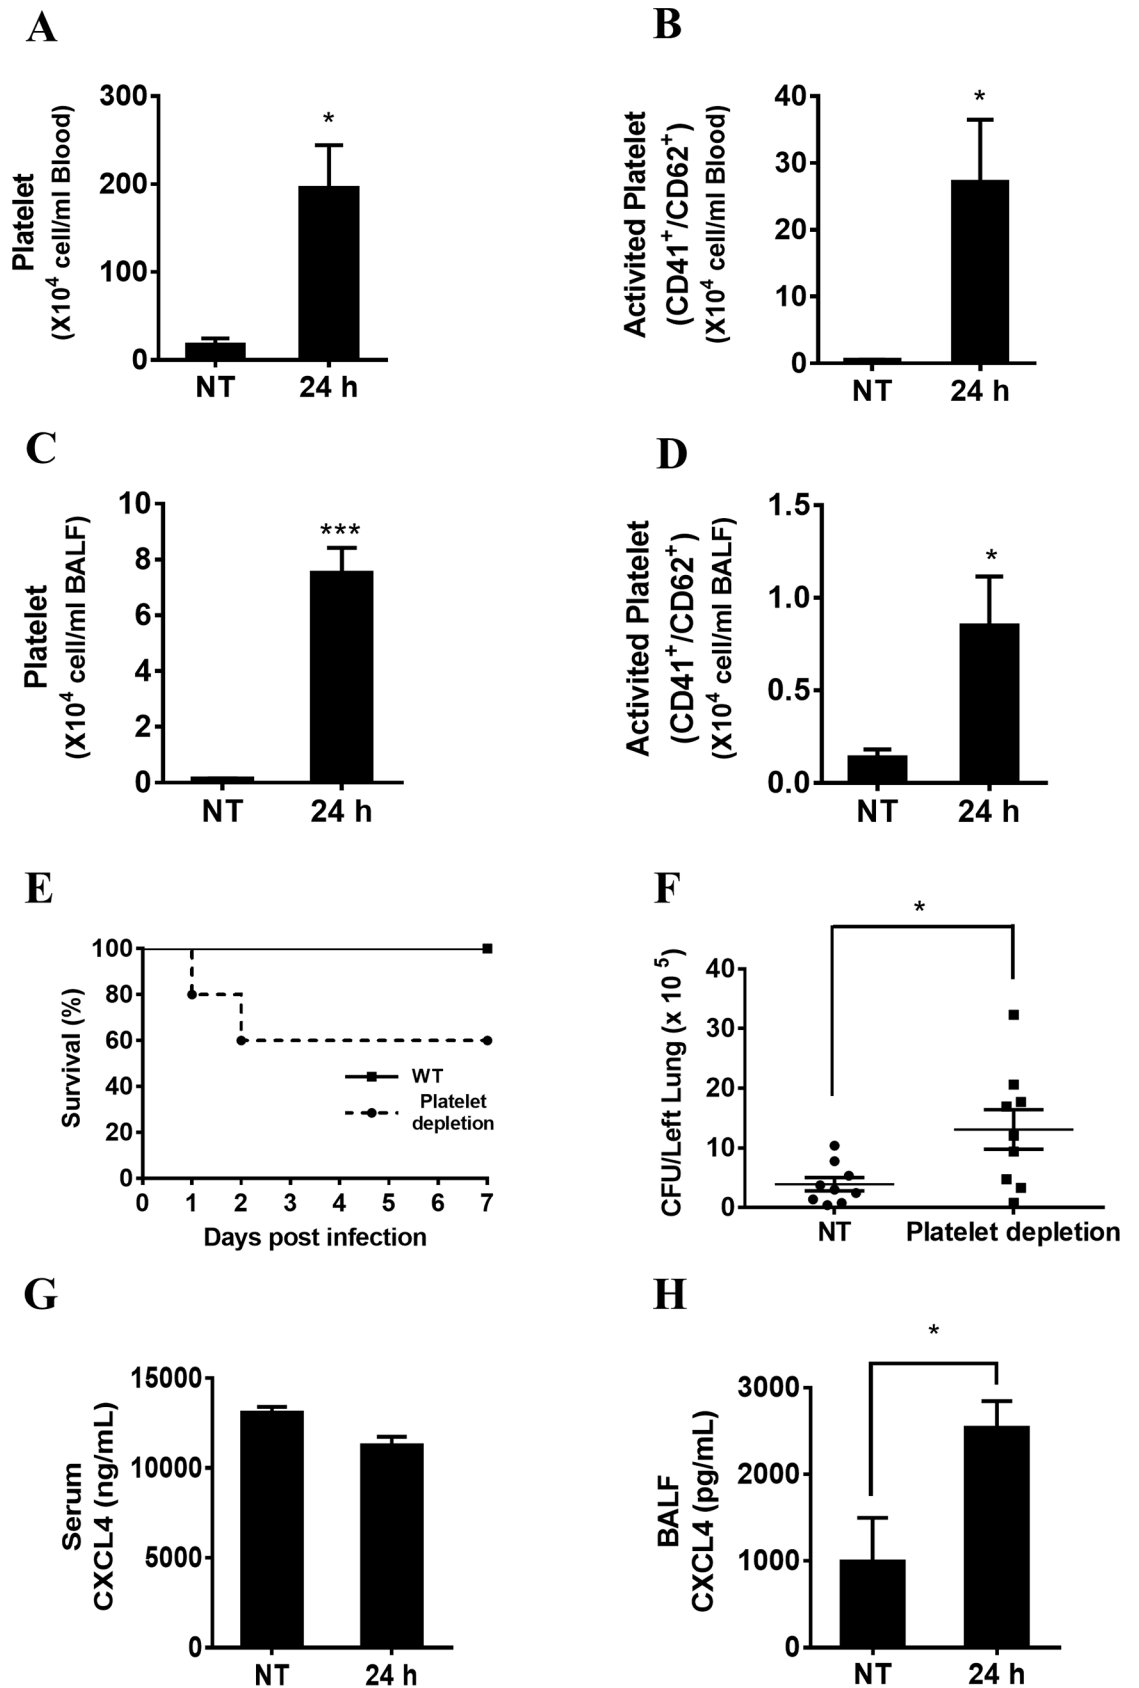 A
Platelet
(X10⁴ cell/ml Blood)
300
200
100
0
*
NT
24 h
B
Activited Platelet
(CD41⁺/CD62⁺)
(X10⁴ cell/ml Blood)
40
30
20
10
0
*
NT
24 h
C
Platelet
(X10⁴ cell/ml BALF)
10
8
6
4
2
0
***
NT
24 h
D
Activited Platelet
(CD41⁺/CD62⁺)
(X10⁴ cell/ml BALF)
1.5
1.0
0.5
0.0
*
NT
24 h
E
Survival (%)
100
80
60
40
20
0
WT
Platelet
depletion
0 1 2 3 4 5 6 7
Days post infection
F
CFU/Left Lung (x 10 ⁵)
*
40
30
20
10
0
NT
Platelet depletion
G
Serum
CXCL4 (ng/mL)
15000
10000
5000
0
NT
24 h
H
BALF
CXCL4 (pg/mL)
*
3000
2000
1000
0
NT
24 h